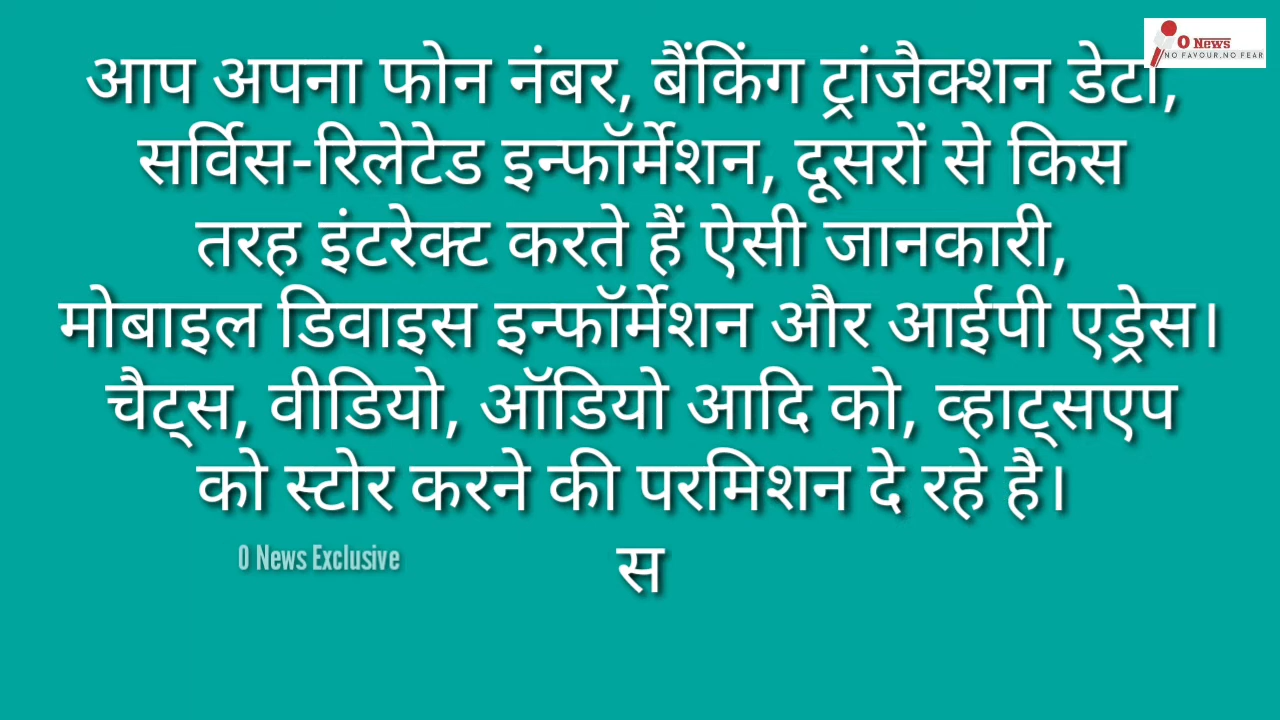 O News
NO FAVOUR,NO FEAR
आप अपना फोन नंबर, बैंकिंग ट्रांजैक्शन डेटा,
सर्विस-रिलेटेड इन्फॉर्मेशन, दूसरों से किस
तरह इंटरेक्ट करते हैं ऐसी जानकारी,
मोबाइल डिवाइस इन्फॉर्मेशन और आईपी एड्रेस।
चैट्स, वीडियो, ऑडियो आदि को, व्हाट्सएप
को स्टोर करने की परमिशन दे रहे है।
स
O News Exclusive